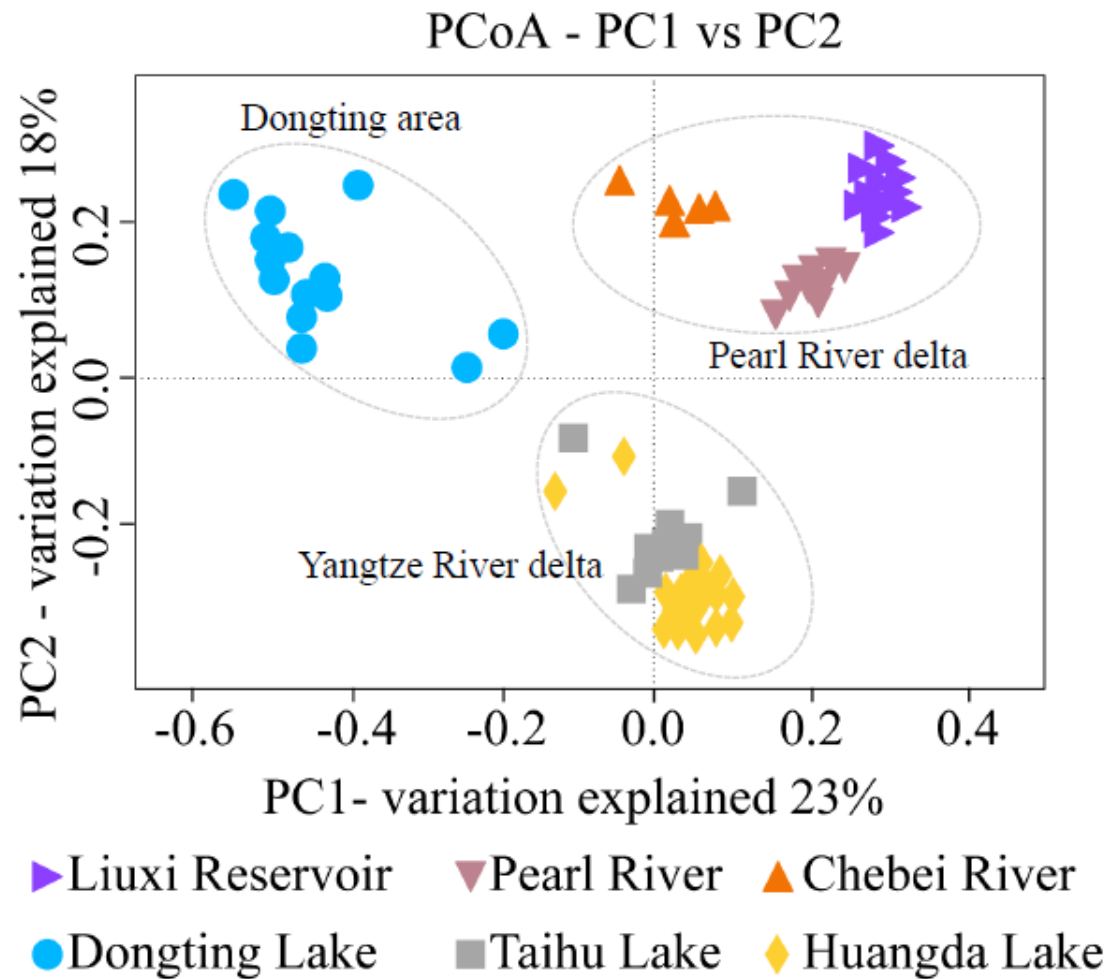 PCoA - PC1 vs PC2
Dongting area
Pearl River delta
Yangtze River delta
PC2 - variation explained 18%
0.2
0.0
-0.2
-0.6 -0.4 -0.2 0.0 0.2 0.4
PC1- variation explained 23%
Liuxi Reservoir Pearl River Chebei River
Dongting Lake Taihu Lake Huangda Lake